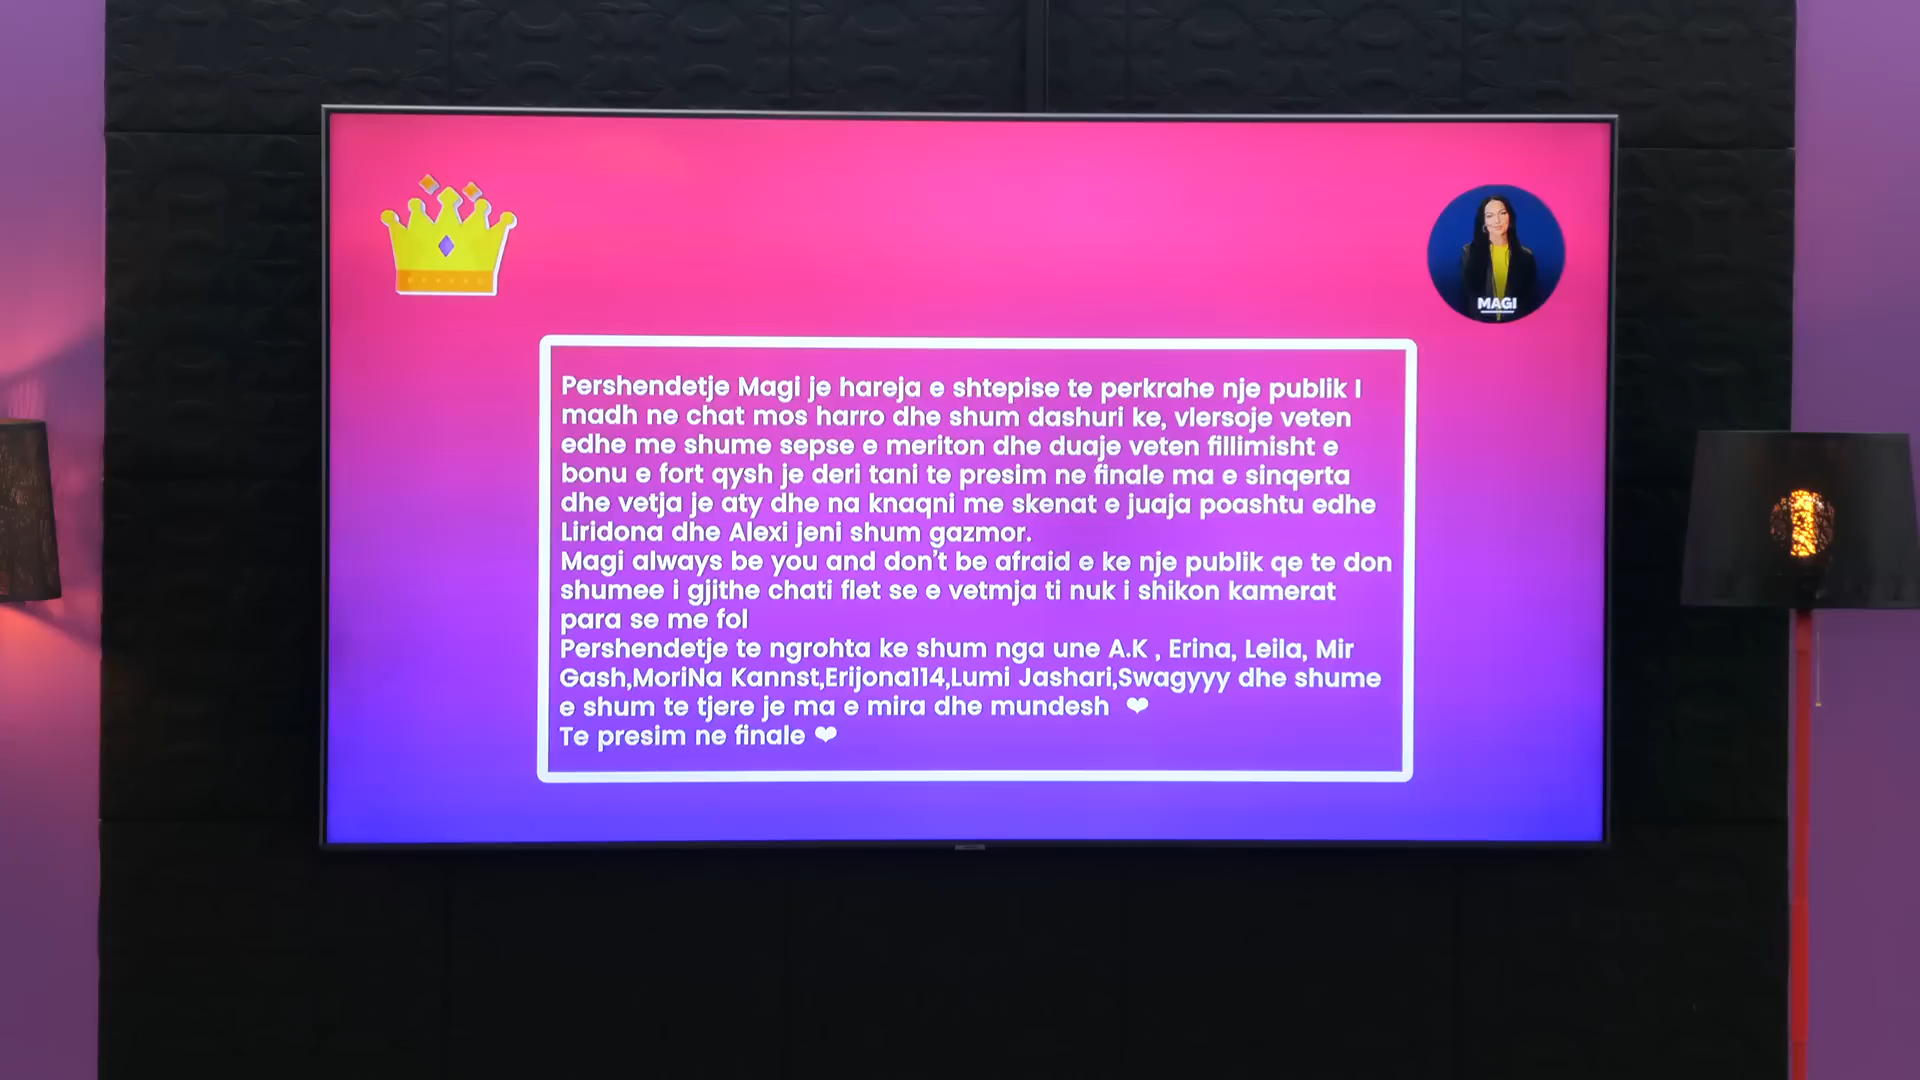 MAGI
Pershendetje Magi je hareja e shtepise te perkrahe nje publik I
madh ne chat mos harro dhe shum dashuri ke, vlersoje veten
edhe me shume sepse e meriton dhe duaje veten fillimisht e
bonu e fort qysh je deri tani te presim ne finale ma e sinqerta
dhe vetja je aty dhe na knaqni me skenat e juaja poashtu edhe
Liridona dhe Alexi jeni shum gazmor.
Magi always be you and don't be afraid e ke nje publik qe te don
shumee i gjithe chati flet se e vetmja ti nuk i shikon kamerat
para se me fol
Pershendetje te ngrohta ke shum nga une A.K , Erina, Leila, Mir
Gash,MoriNa Kannst,Erijona114,Lumi Jashari,Swagyyy dhe shume
e shum te tjere je ma e mira dhe mundesh ❤
Te presim ne finale ❤